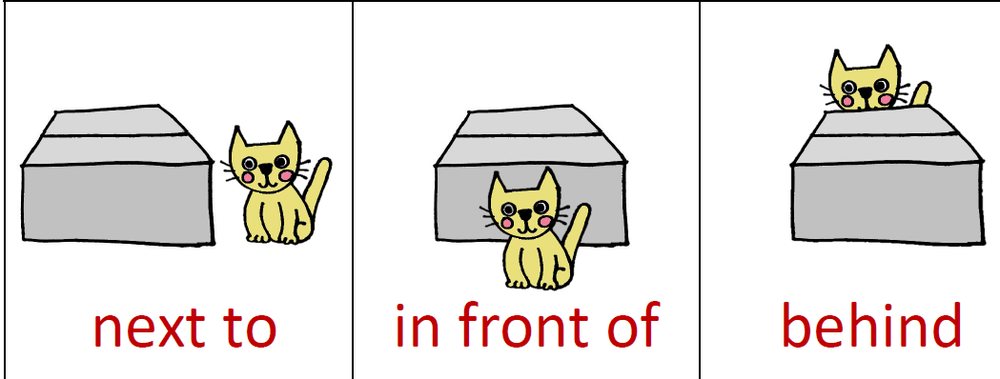 next to
in front of
behind